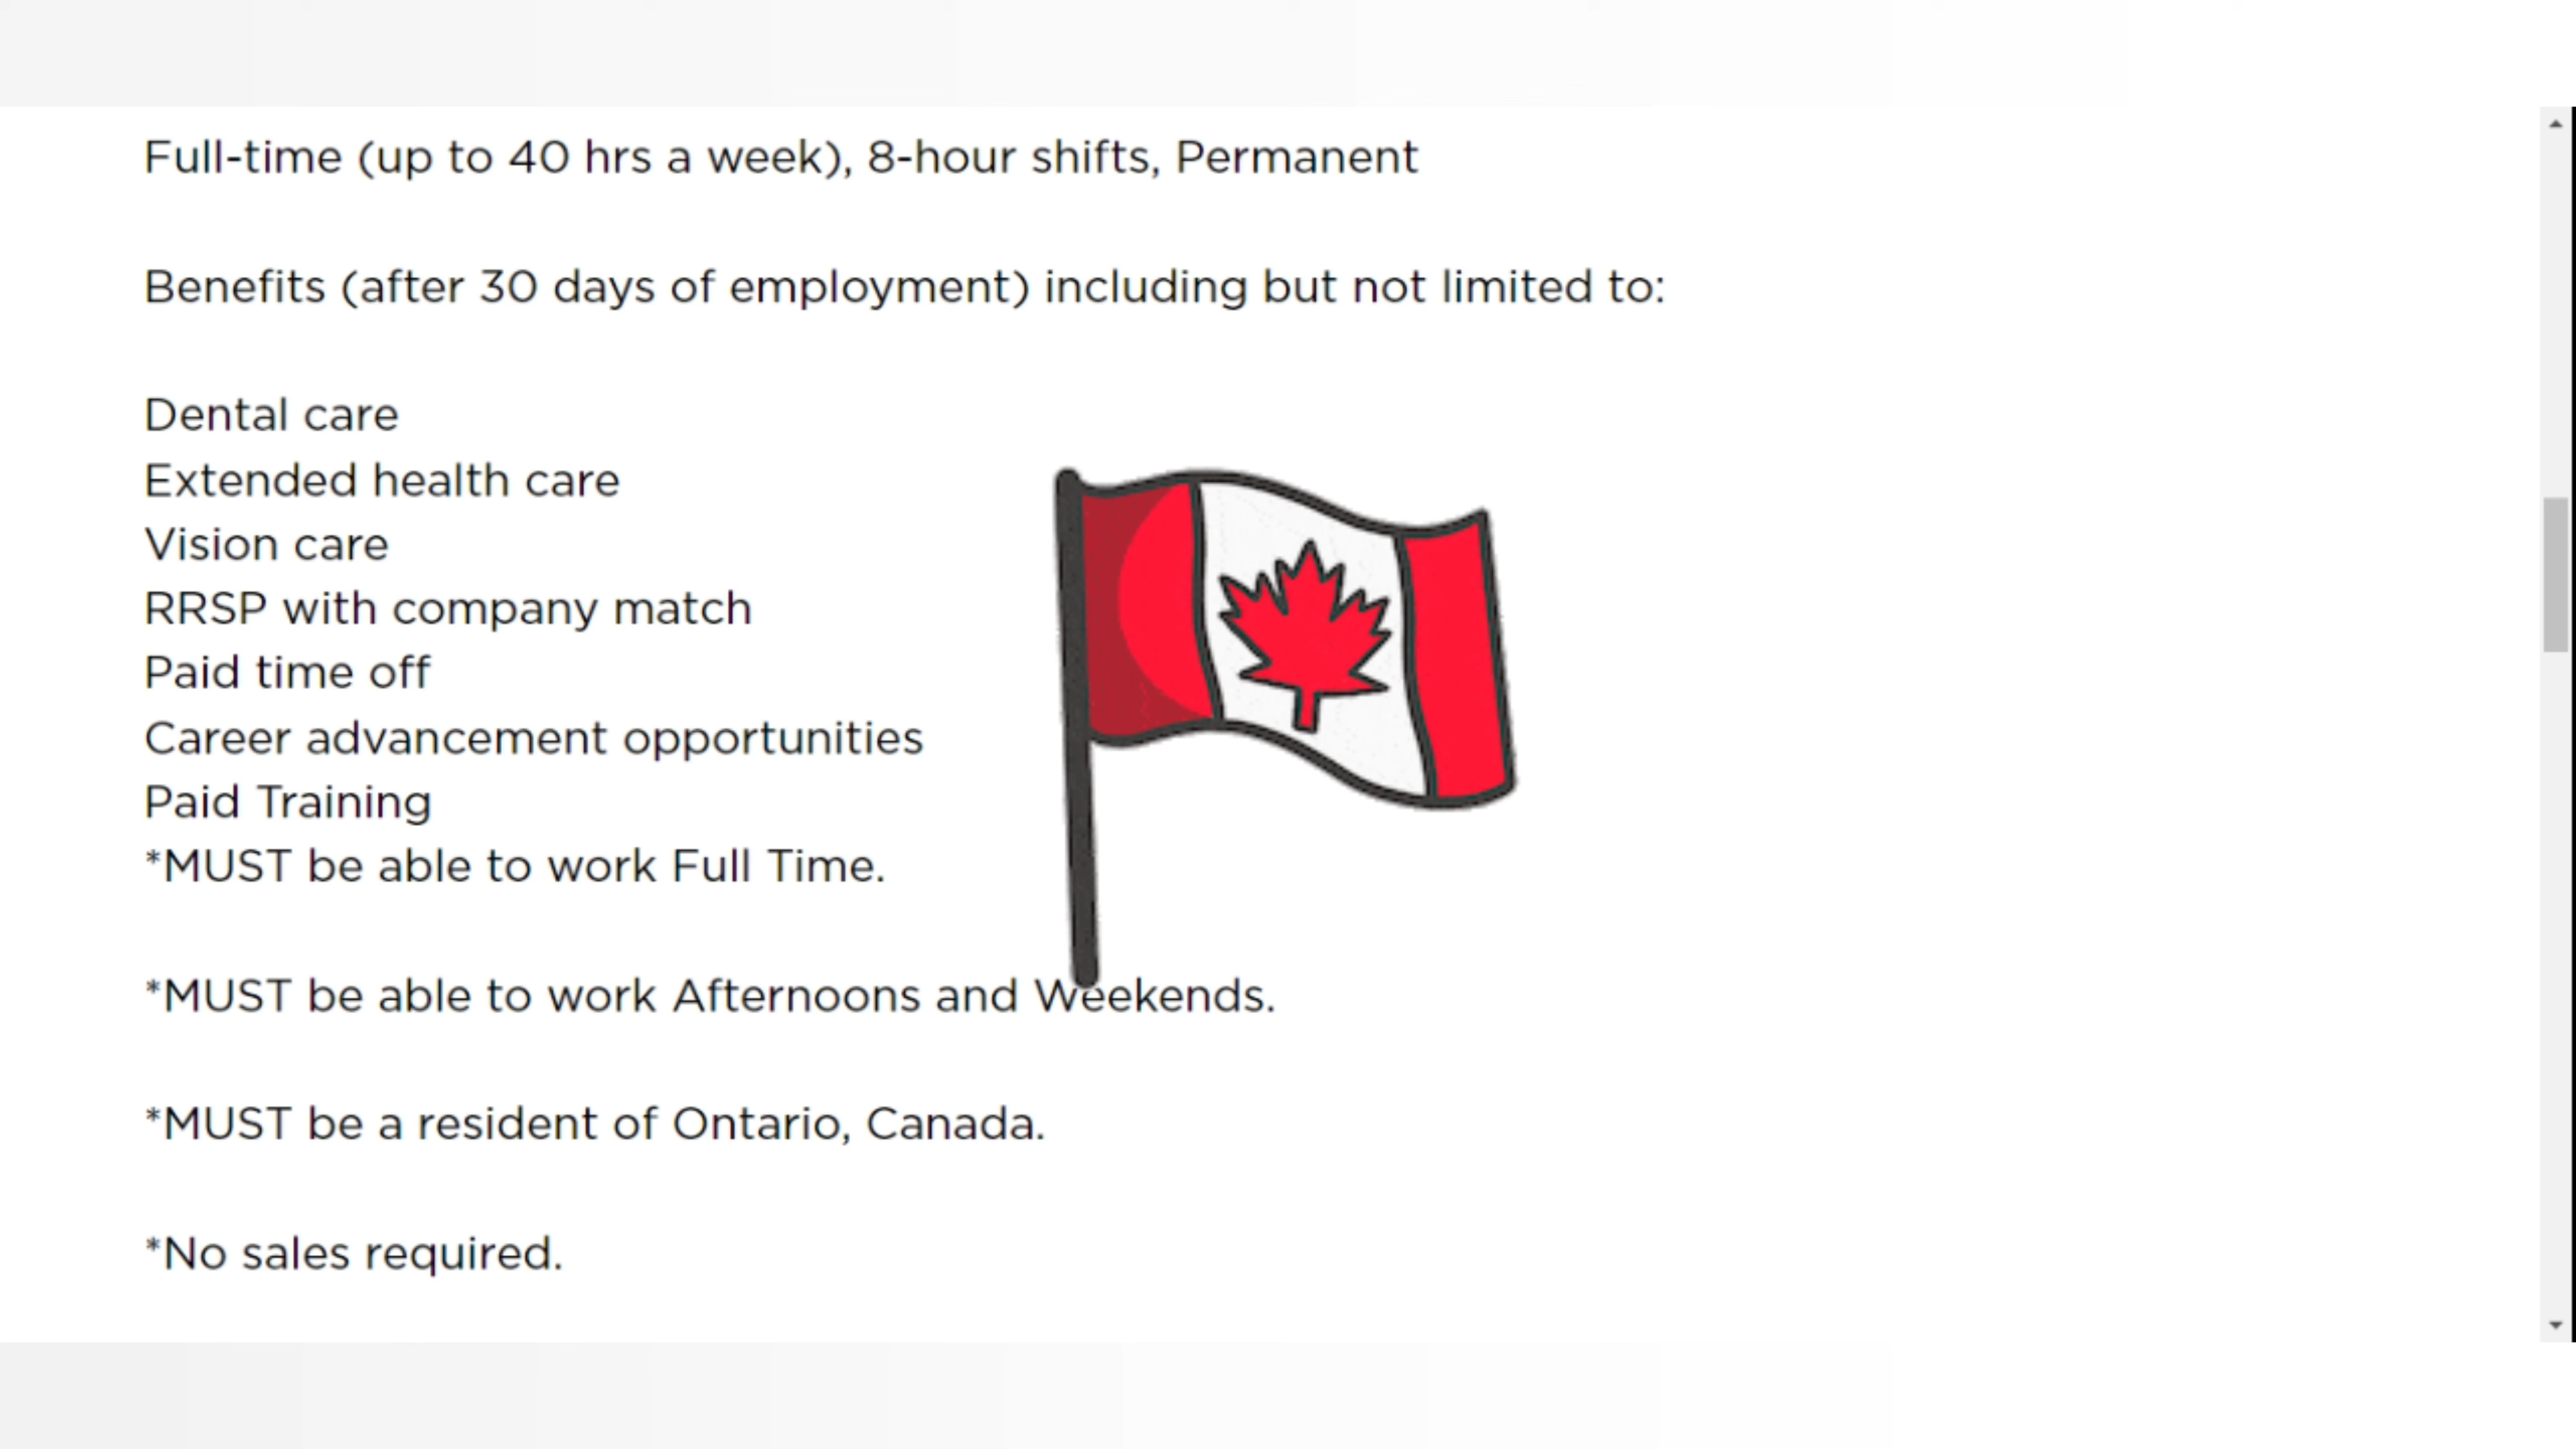 Full-time (up to 40 hrs a week), 8-hour shifts, Permanent
Benefits (after 30 days of employment) including but not limited to:
Dental care
Extended health care
Vision care
RRSP with company match
Paid time off
Career advancement opportunities
Paid Training
*MUST be able to work Full Time.
*MUST be able to work Afternoons and Weekends.
*MUST be a resident of Ontario, Canada.
*No sales required.